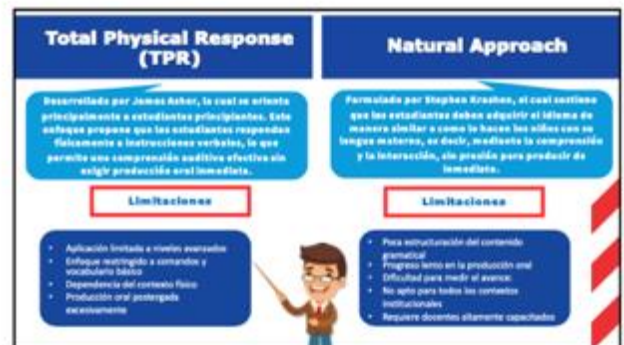 Total Physical Response
(TPR)
Desarrollado por James Asher, la cual se orienta
principalmente a estudiantes principiantes. Este
enfoque propone que los estudiantes respondan
físicamente a instrucciones verbales, lo que
permite una comprensión auditiva efectiva sin
exigir producción oral inmediata.
Limitaciones
• Aplicación limitada a niveles avanzados
• Enfoque restringido a comandos y
vocabulario básico
• Dependencia del contexto físico
• Producción oral postergada
excesivamente
Natural Approach
Formulado por Stephen Krashen, el cual sostiene
que los estudiantes deben adquirir el idioma de
manera similar a como lo hacen los niños con su
lengua materna, es decir, mediante la comprensión
y la interacción, sin presión para producir de
inmediato.
Limitaciones
• Poca estructuración del contenido
gramatical
• Progreso lento en la producción oral
• Dificultad para medir el avance:
• No apto para todos los contextos
institucionales
• Requiere docentes altamente capacitados